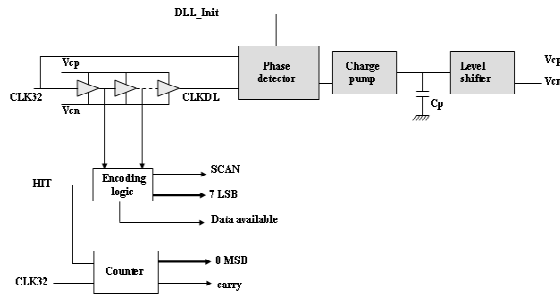 DLL_Init
Vcp
Phase
detector
Charge
pump
Level
shifter
Vcp
CLK32
CLKDL
Vcn
Vcn
Cp
SCAN
Encoding
logic
HIT
7 LSB
Data available
0 MSD
Counter
CLK32
carry